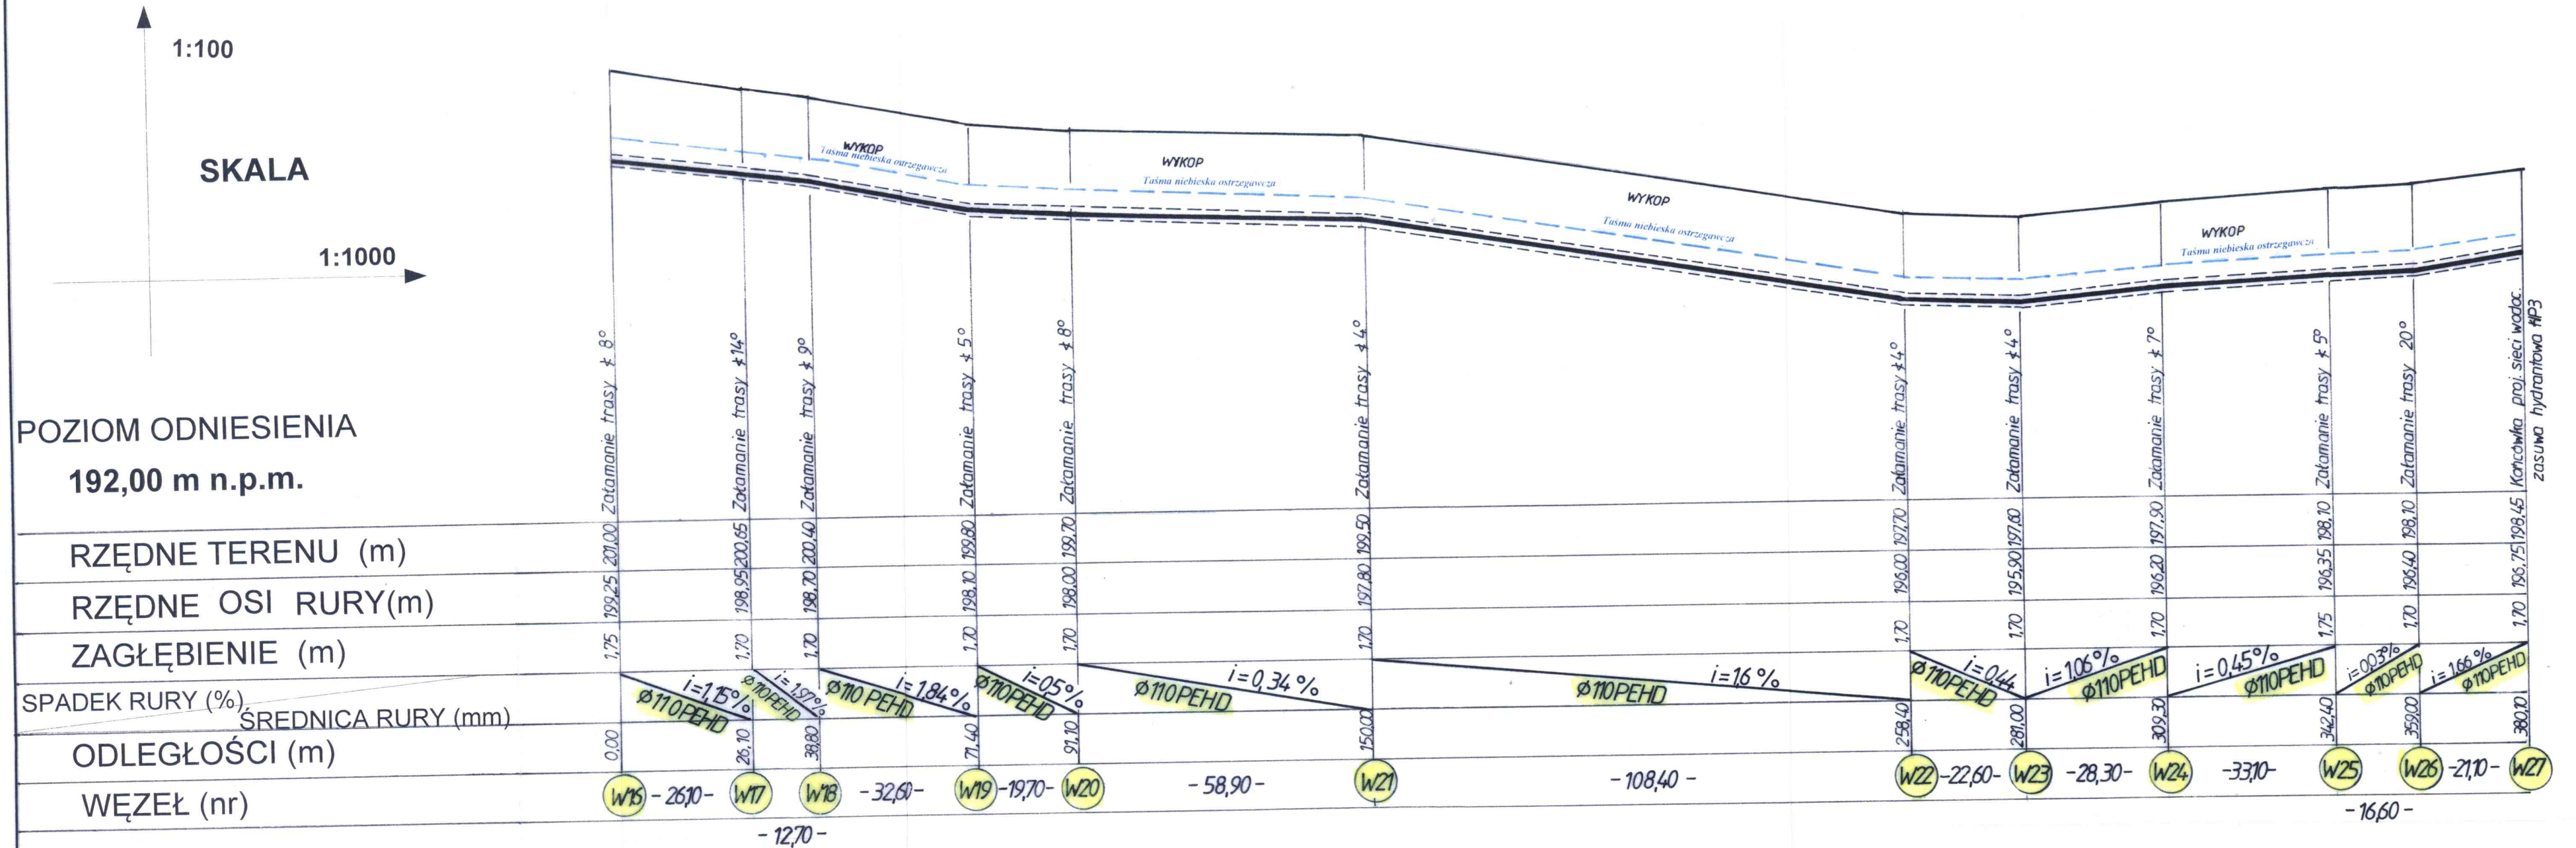 1:100
SKALA
1:1000
WYKOP
Taśma niebieska ostrzegawcza
WYKOP
Taśma niebieska ostrzegawcza
WYKOP
Taśma niebieska ostrzegawcza
WYKOP
Taśma niebieska ostrzegawcza
POZIOM ODNIESIENIA
192,00 m n.p.m.
Załamanie trasy ∡ 8°
Załamanie trasy ∡ 14°
Załamanie trasy ∡ 9°
Załamanie trasy ∡ 5°
Załamanie trasy ∡ 8°
Załamanie trasy ∡ 4°
Załamanie trasy ∡ 4°
Załamanie trasy ∡ 4°
Załamanie trasy ∡ 7°
Załamanie trasy ∡ 5°
Załamanie trasy 20°
Końcówka proj. sieci wodoc.
zasuwa hydrantowa HP3
RZĘDNE TERENU (m) 201,00 200,65 200,40 199,80 199,70 199,50 197,70 197,60 197,90 198,10 198,10 198,45
RZĘDNE OSI RURY(m) 199,25 198,95 198,70 198,10 198,00 197,80 196,00 195,90 196,20 196,35 196,40 196,75
ZAGŁĘBIENIE (m) 1,75 1,70 1,70 1,70 1,70 1,70 1,70 1,70 1,70 1,75 1,70 1,70
SPADEK RURY (%) i=1,15% i=1,97% i=1,84% i=0,5% i=0,34% i=1,6% i=0,44 i=1,06% i=0,45% i=0,03% i=1,66%
ŚREDNICA RURY (mm) Ø110PEHD Ø110PEHD Ø110 PEHD Ø110PEHD Ø110PEHD Ø110PEHD Ø110PEHD Ø110PEHD Ø110PEHD Ø110PEHD Ø110PEHD
ODLEGŁOŚCI (m) 0,00 26,10 38,80 71,40 91,10 150,00 258,40 281,00 309,30 342,40 359,00 380,10
WĘZEŁ (nr) W16 -26,10- W17 W18 -32,60- W19 -19,70- W20 -58,90- W21 -108,40- W22 -22,60- W23 -28,30- W24 -33,10- W25 W26 -21,10- W27
-12,70- -16,60-